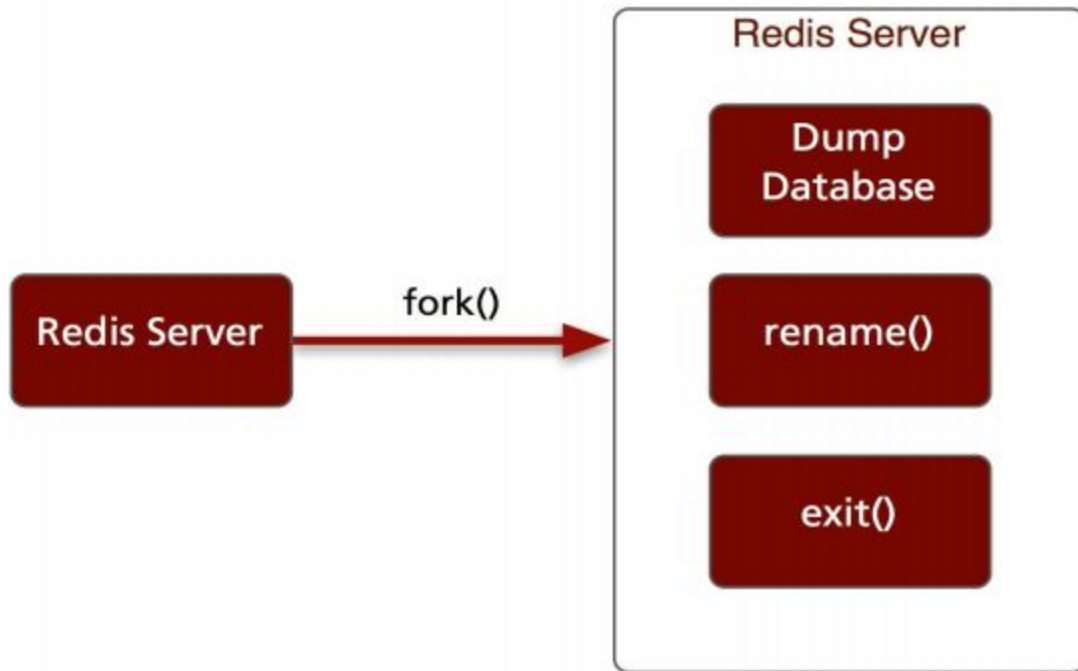 Redis Server
fork()
Redis Server
Dump
Database
rename()
exit()